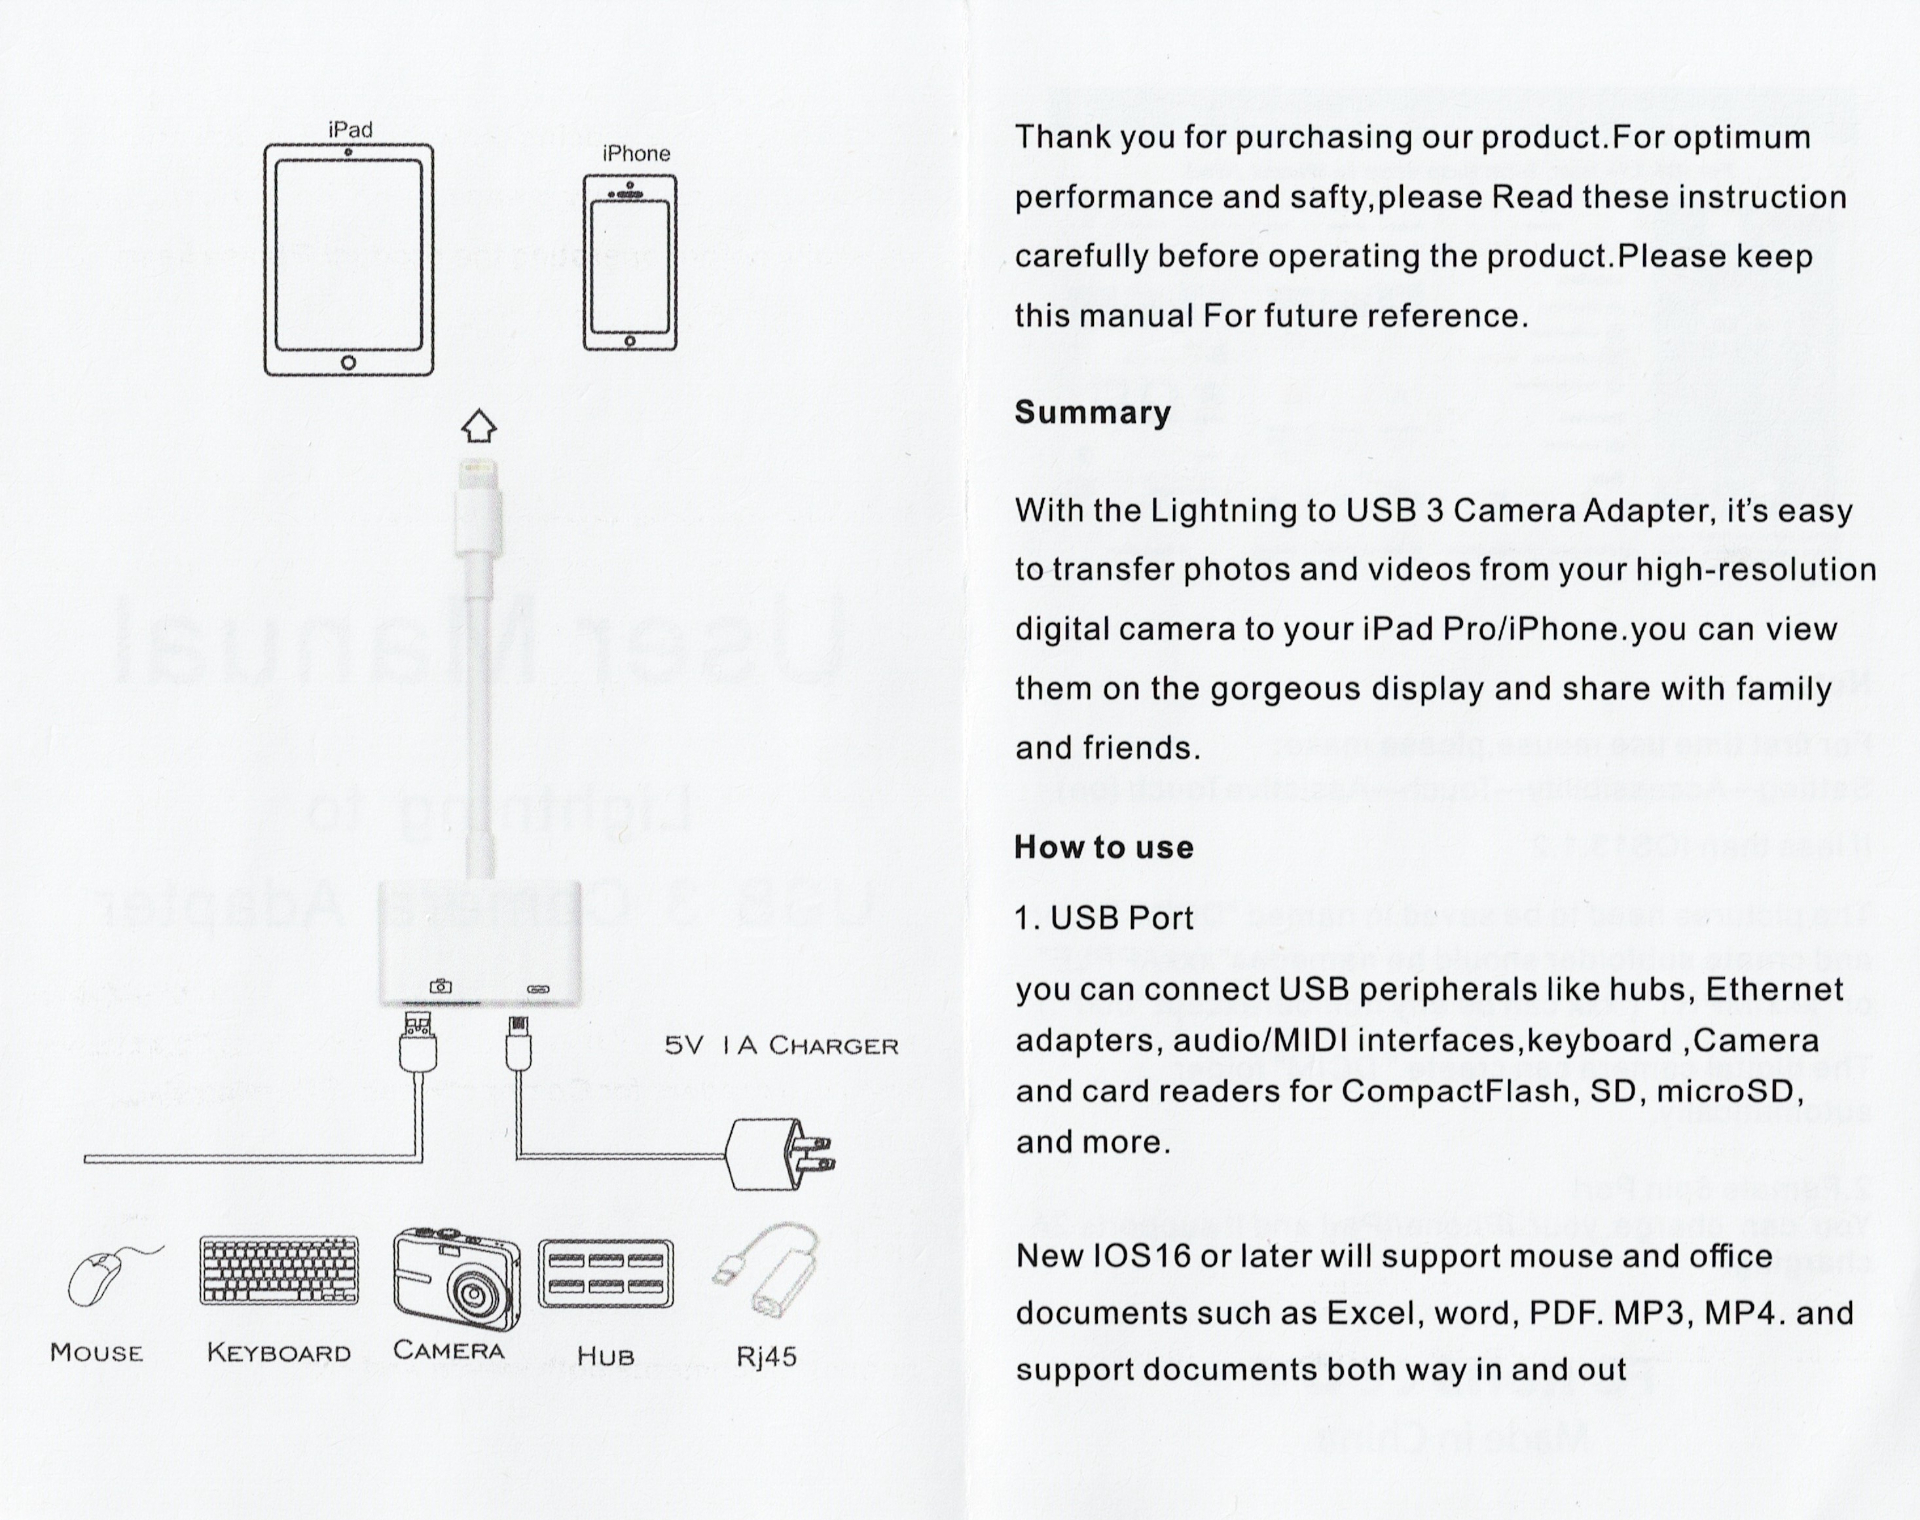 iPad
iPhone
5V 1A CHARGER
MOUSE
KEYBOARD
CAMERA
HUB
Rj45
Thank you for purchasing our product.For optimum
performance and safty,please Read these instruction
carefully before operating the product.Please keep
this manual For future reference.
Summary
With the Lightning to USB 3 Camera Adapter, it's easy
to transfer photos and videos from your high-resolution
digital camera to your iPad Pro/iPhone.you can view
them on the gorgeous display and share with family
and friends.
How to use
1. USB Port
you can connect USB peripherals like hubs, Ethernet
adapters, audio/MIDI interfaces,keyboard ,Camera
and card readers for CompactFlash, SD, microSD,
and more.
New IOS16 or later will support mouse and office
documents such as Excel, word, PDF. MP3, MP4. and
support documents both way in and out